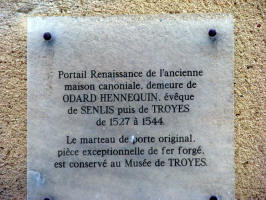 Portail Renaissance de l'ancienne
maison canoniale, demeure de
ODARD HENNEQUIN, évêque
de SENLIS puis de TROYES
de 1527 à 1544.
Le marteau de porte original,
pièce exceptionnelle de fer forgé,
est conservé au Musée de TROYES.